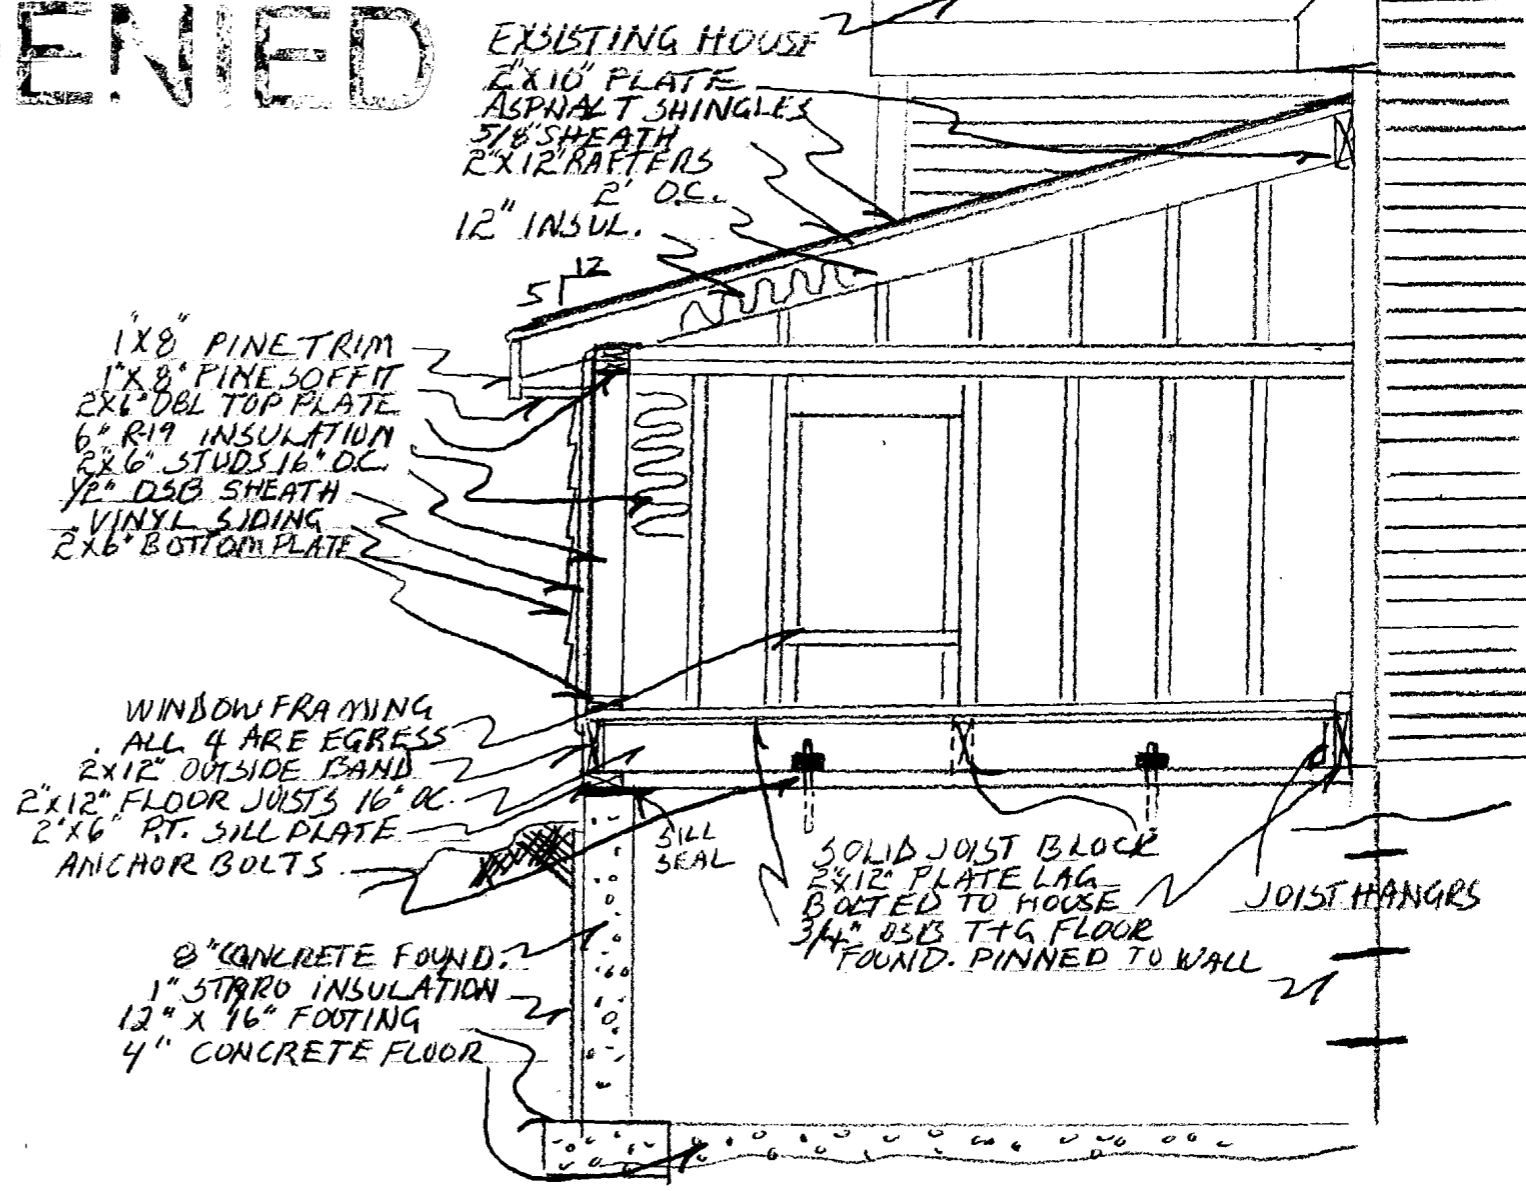 ENIED
EXSISTING HOUSE
2"X10" PLATE
ASPHALT SHINGLES
5/8" SHEATH
2"X12" RAFTERS
2' O.C.
12" INSUL.
12
5
1"X8" PINE TRIM
1"X8" PINE SOFFIT
2X6" DBL TOP PLATE
6" R-19 INSULATION
2X6" STUDS 16" O.C.
1/2" OSB SHEATH
VINYL SIDING
2X6" BOTTOM PLATE
WINDOW FRAMING
ALL 4 ARE EGRESS
2X12" OUTSIDE BAND
2"X12" FLOOR JOISTS 16" OC.
2"X6" P.T. SILL PLATE
ANCHOR BOLTS
SILL
SEAL
SOLID JOIST BLOCK
2"X12" PLATE LAG
BOLTED TO HOUSE
JOIST HANGRS
3/4" OSB T+G FLOOR
FOUND. PINNED TO WALL
8" CONCRETE FOUND.
1" STYRO INSULATION
12" X 16" FOOTING
4" CONCRETE FLOOR